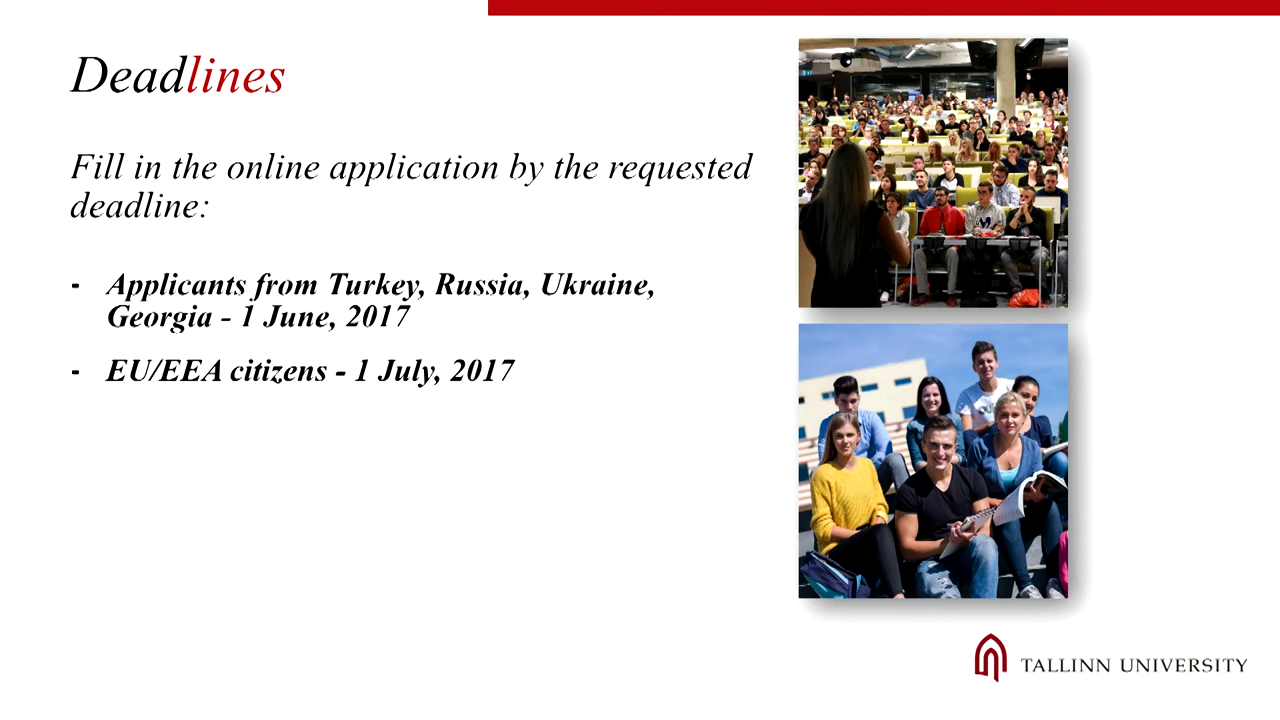 Deadlines
Fill in the online application by the requested
deadline:
- Applicants from Turkey, Russia, Ukraine,
Georgia - 1 June, 2017
- EU/EEA citizens - 1 July, 2017
TALLINN UNIVERSITY